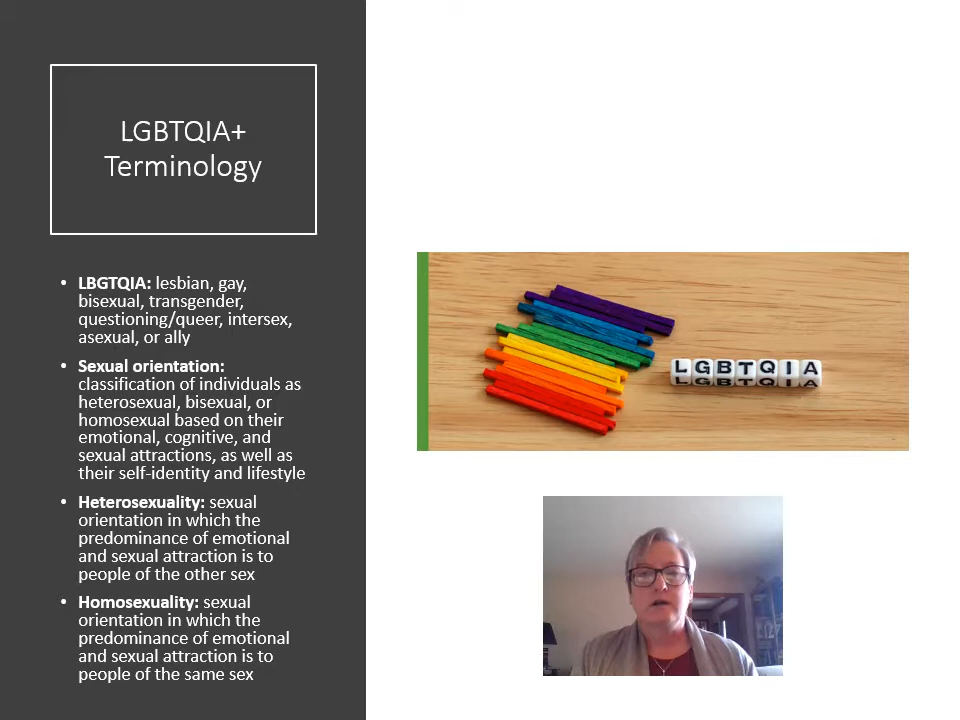 LGBTQIA+
Terminology
• LBGTQIA: lesbian, gay,
bisexual, transgender,
questioning/queer, intersex,
asexual, or ally
• Sexual orientation:
classification of individuals as
heterosexual, bisexual, or
homosexual based on their
emotional, cognitive, and
sexual attractions, as well as
their self-identity and lifestyle
• Heterosexuality: sexual
orientation in which the
predominance of emotional
and sexual attraction is to
people of the other sex
• Homosexuality: sexual
orientation in which the
predominance of emotional
and sexual attraction is to
people of the same sex
LGBTQIA
LGBTQIA